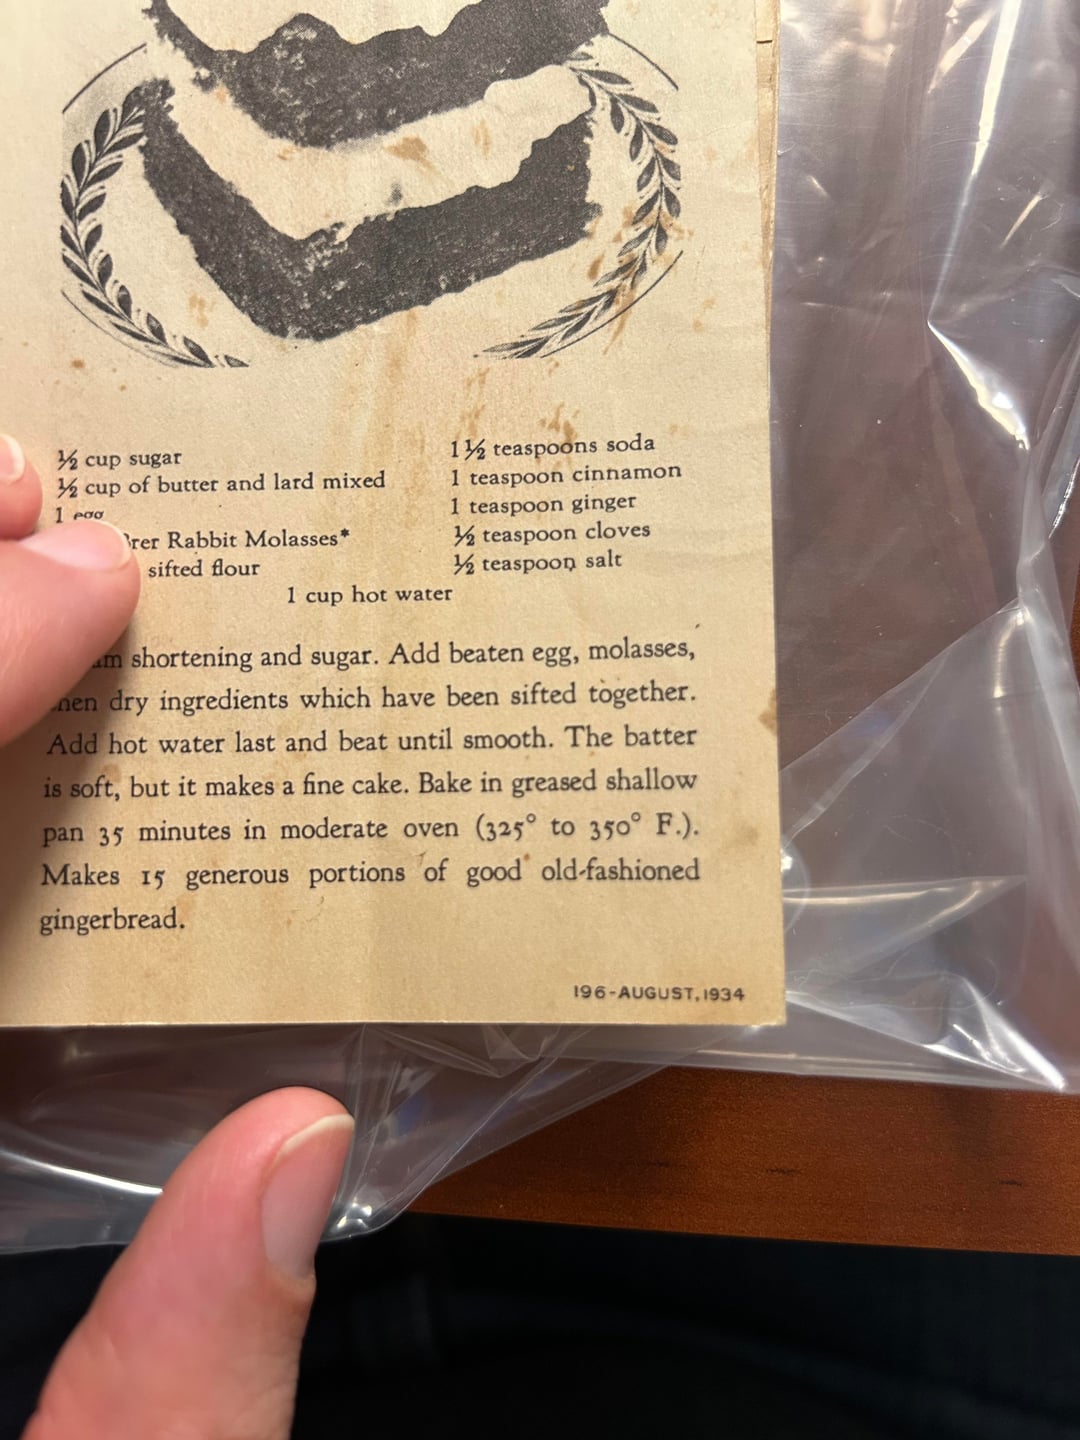 ½ cup sugar
½ cup of butter and lard mixed
1 egg
Rabbit Molasses*
sifted flour
1½ teaspoons soda
1 teaspoon cinnamon
1 teaspoon ginger
½ teaspoon cloves
½ teaspoon salt
1 cup hot water
shortening and sugar. Add beaten egg, molasses,
dry ingredients which have been sifted together.
Add hot water last and beat until smooth. The batter
is soft, but it makes a fine cake. Bake in greased shallow
pan 35 minutes in moderate oven (325° to 350° F.).
Makes 15 generous portions of good old-fashioned
gingerbread.
196-AUGUST, 1934